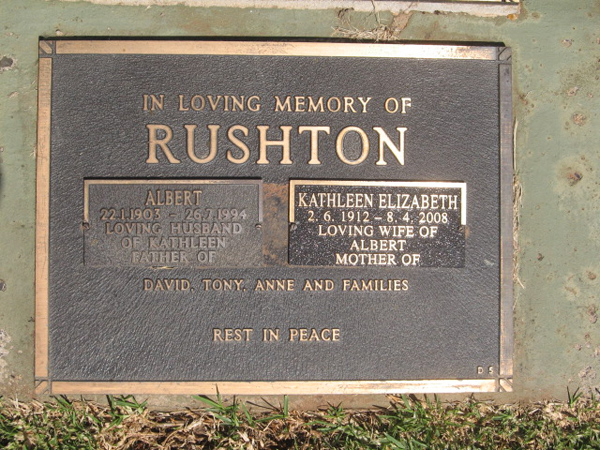 IN LOVING MEMORY OF
RUSHTON
ALBERT
22.1.1903 - 26.7.1994
LOVING HUSBAND
OF KATHLEEN
FATHER OF
KATHLEEN ELIZABETH
2. 6. 1912 - 8. 4. 2008
LOVING WIFE OF
ALBERT
MOTHER OF
DAVID, TONY, ANNE AND FAMILIES
REST IN PEACE
D S